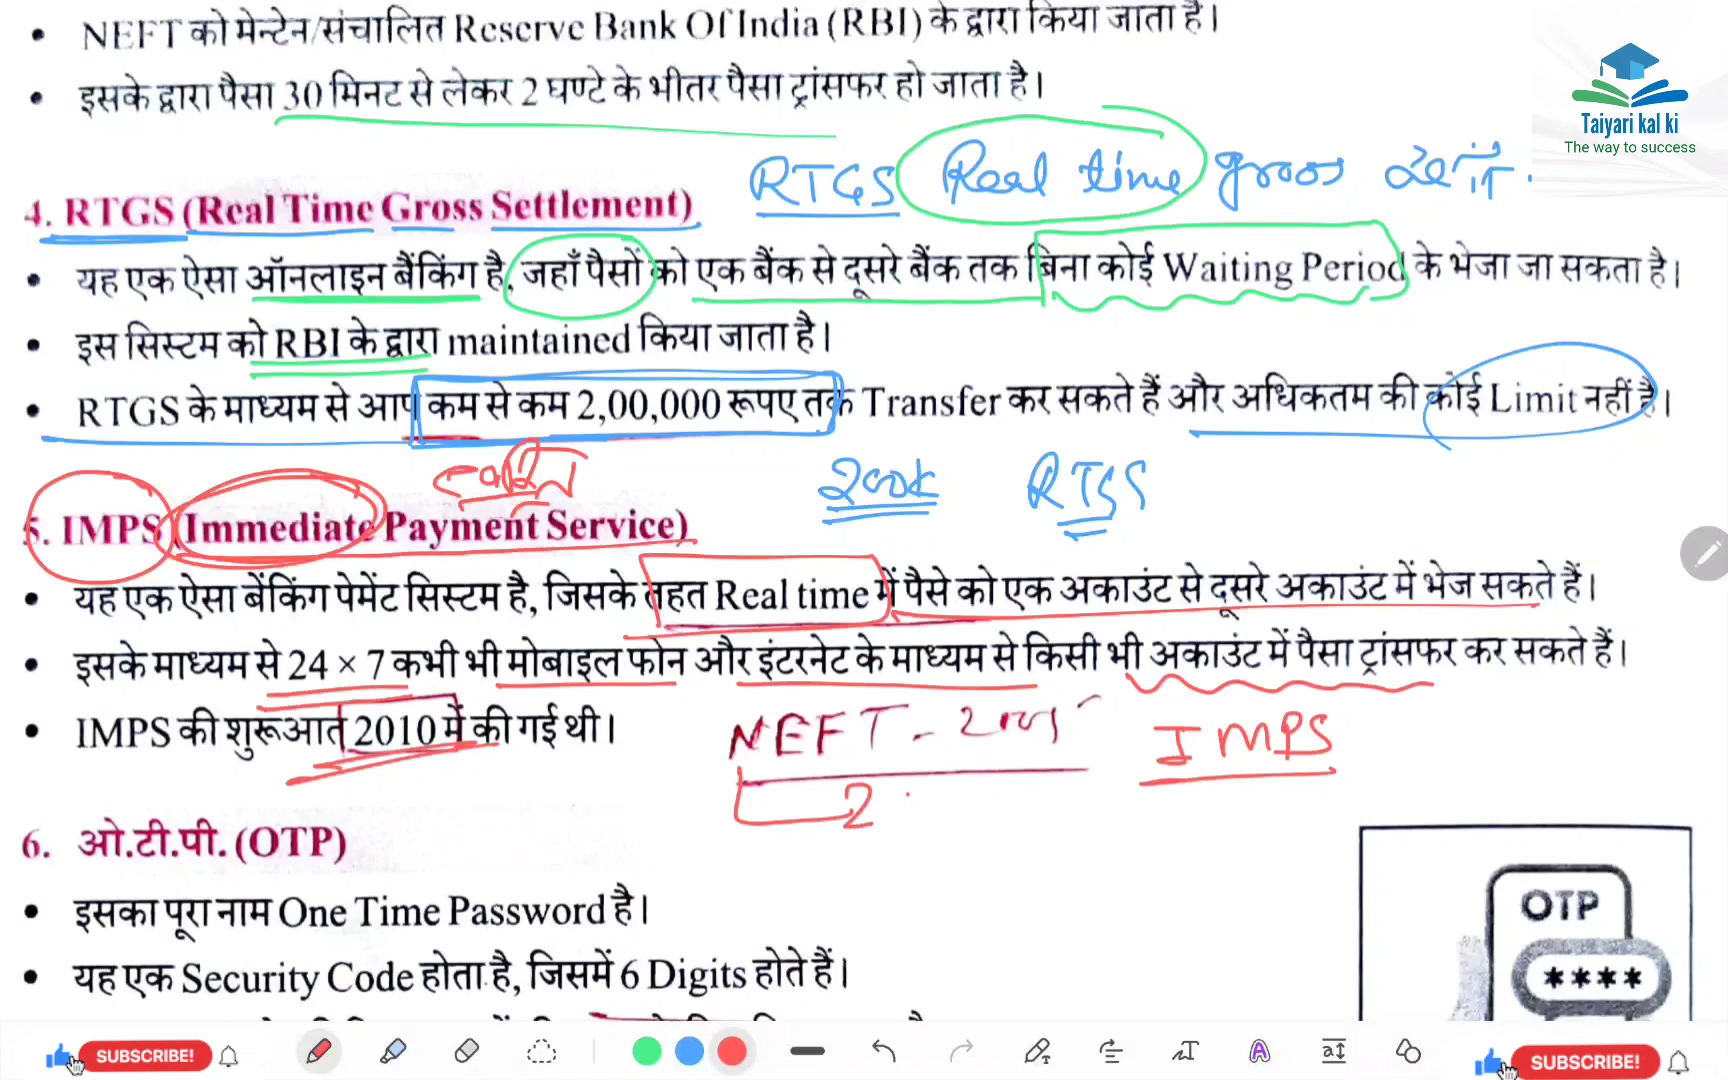 • NEFT को मेन्टेन/संचालित Reserve Bank Of India (RBI) के द्वारा किया जाता है।
• इसके द्वारा पैसा 30 मिनट से लेकर 2 घण्टे के भीतर पैसा ट्रांसफर हो जाता है।
Taiyari kal ki
The way to success
RTGS Real time gross
4. RTGS (Real Time Gross Settlement)
• यह एक ऐसा ऑनलाइन बैंकिंग है, जहाँ पैसों को एक बैंक से दूसरे बैंक तक बिना कोई Waiting Period के भेजा जा सकता है।
• इस सिस्टम को RBI के द्वारा maintained किया जाता है।
• RTGS के माध्यम से आप कम से कम 2,00,000 रूपए तक Transfer कर सकते हैं और अधिकतम की कोई Limit नहीं है।
200k RTGS
5. IMPS (Immediate Payment Service)
• यह एक ऐसा बेंकिंग पेमेंट सिस्टम है, जिसके तहत Real time में पैसे को एक अकाउंट से दूसरे अकाउंट में भेज सकते हैं।
• इसके माध्यम से 24 × 7 कभी भी मोबाइल फोन और इंटरनेट के माध्यम से किसी भी अकाउंट में पैसा ट्रांसफर कर सकते हैं।
• IMPS की शुरूआत 2010 में की गई थी।
NEFT - 2005 IMPS
2
6. ओ.टी.पी. (OTP)
• इसका पूरा नाम One Time Password है।
• यह एक Security Code होता है, जिसमें 6 Digits होते हैं।
OTP
****
SUBSCRIBE!
SUBSCRIBE!